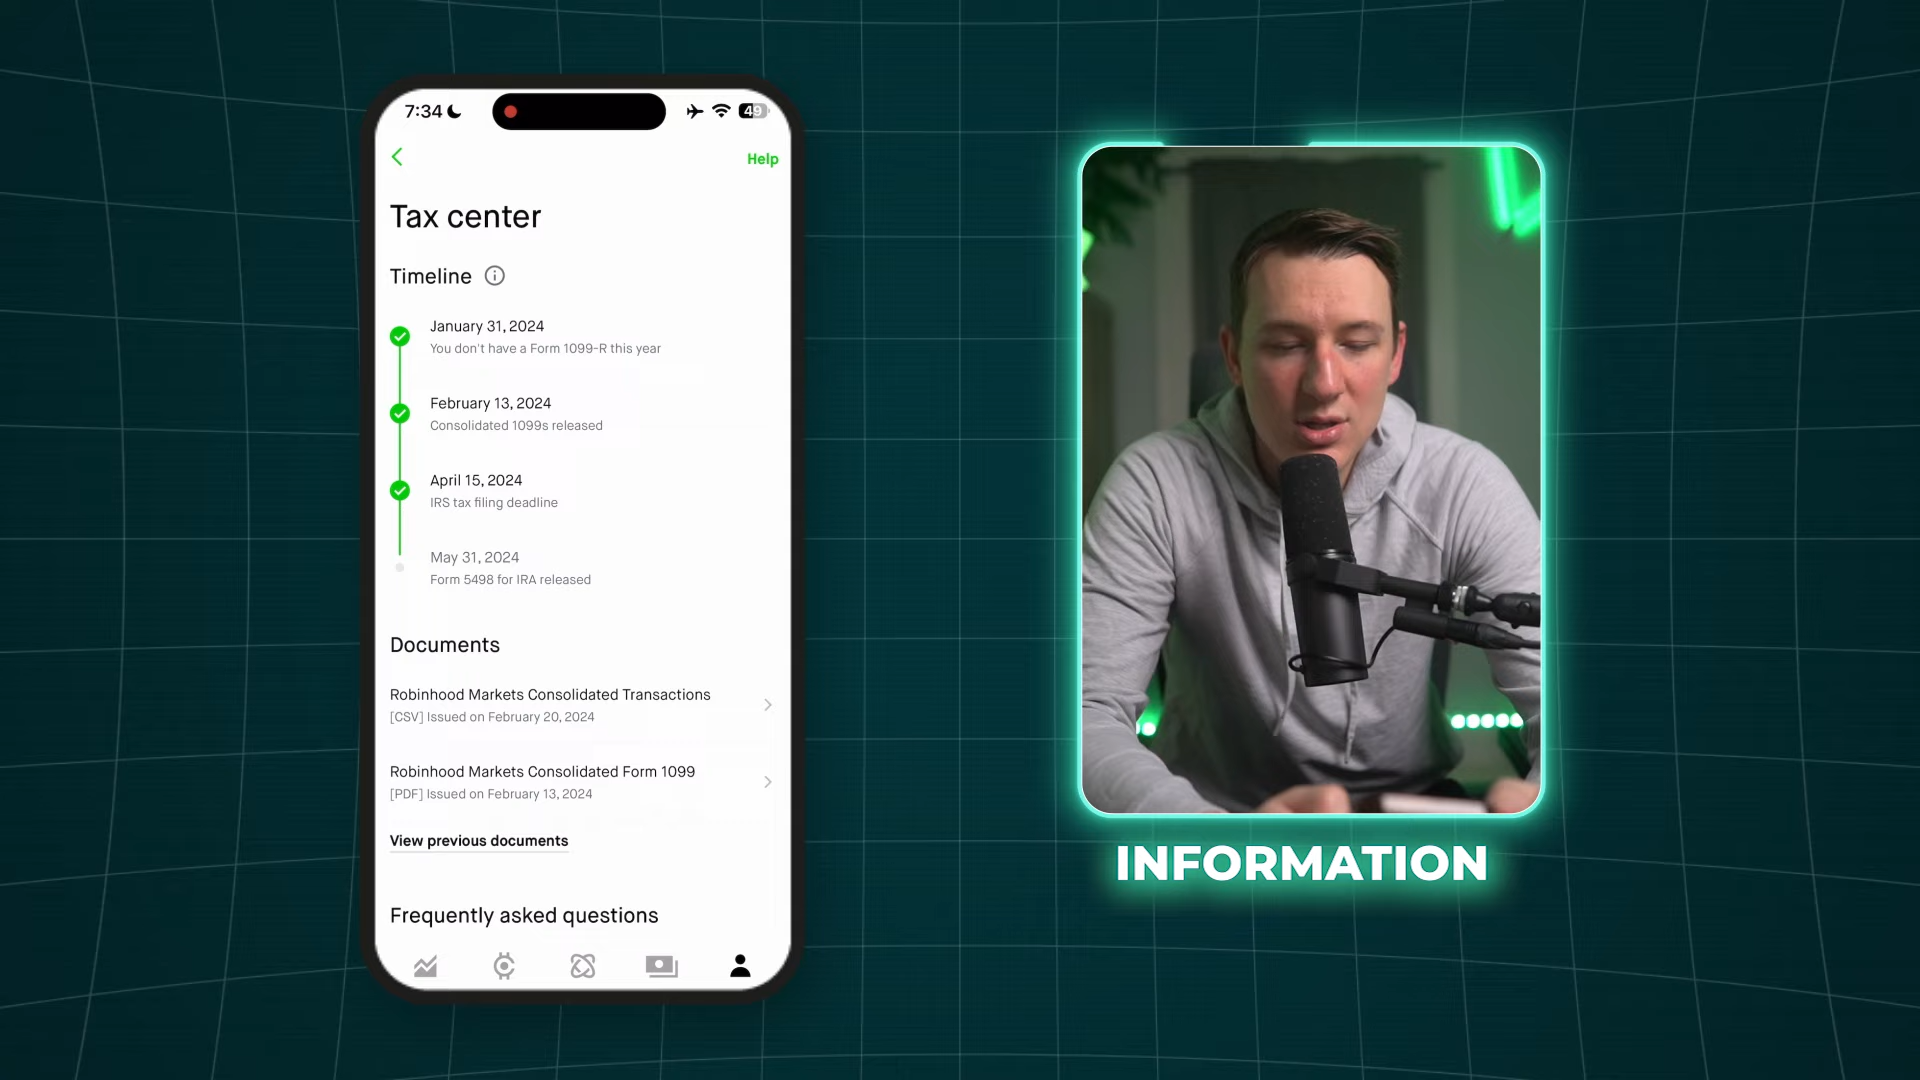 7:34
49
Help
Tax center
Timeline
January 31, 2024
You don't have a Form 1099-R this year
February 13, 2024
Consolidated 1099s released
April 15, 2024
IRS tax filing deadline
May 31, 2024
Form 5498 for IRA released
Documents
Robinhood Markets Consolidated Transactions
[CSV] Issued on February 20, 2024
Robinhood Markets Consolidated Form 1099
[PDF] Issued on February 13, 2024
View previous documents
Frequently asked questions
INFORMATION